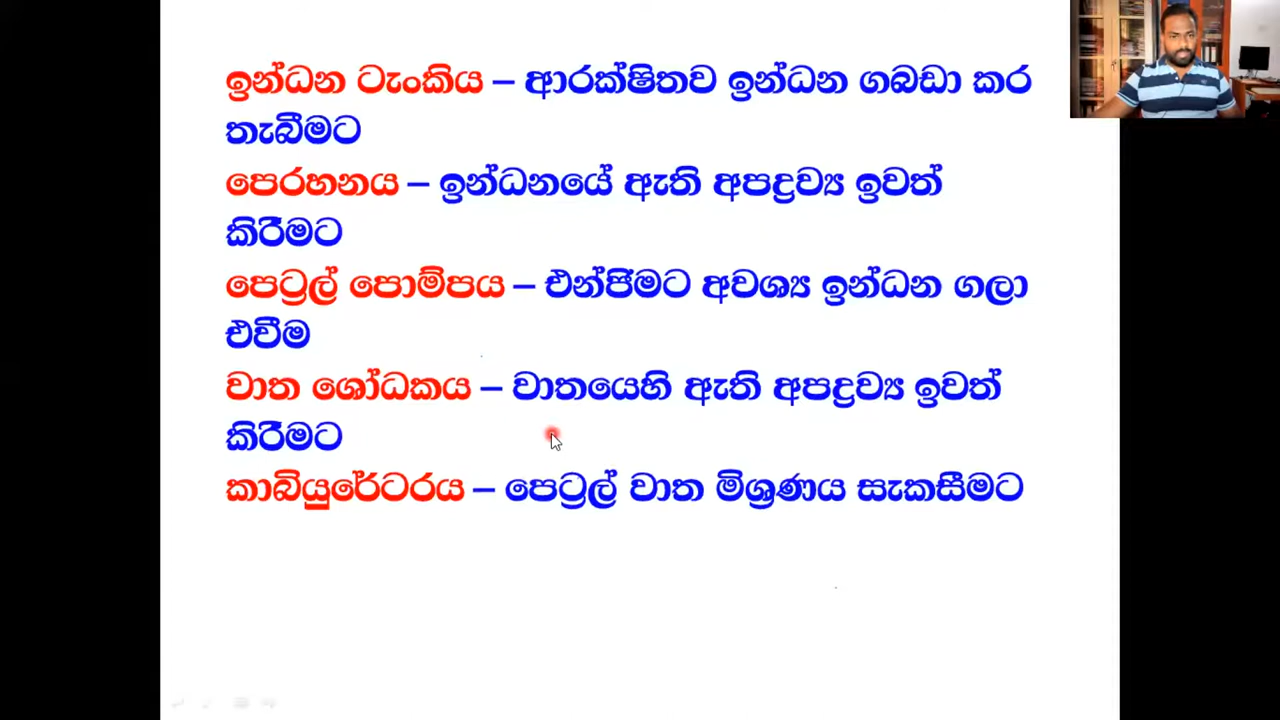 ඉන්ධන ටැංකිය – ආරක්ෂිතව ඉන්ධන ගබඩා කර
තැබීමට
පෙරහනය – ඉන්ධනයේ ඇති අපද්‍රව්‍ය ඉවත්
කිරීමට
පෙට්‍රල් පොම්පය – එන්ජිමට අවශ්‍ය ඉන්ධන ගලා
එවීම
වාත ශෝධකය – වාතයෙහි ඇති අපද්‍රව්‍ය ඉවත්
කිරීමට
කාබියුරේටරය – පෙට්‍රල් වාත මිශ්‍රණය සැකසීමට